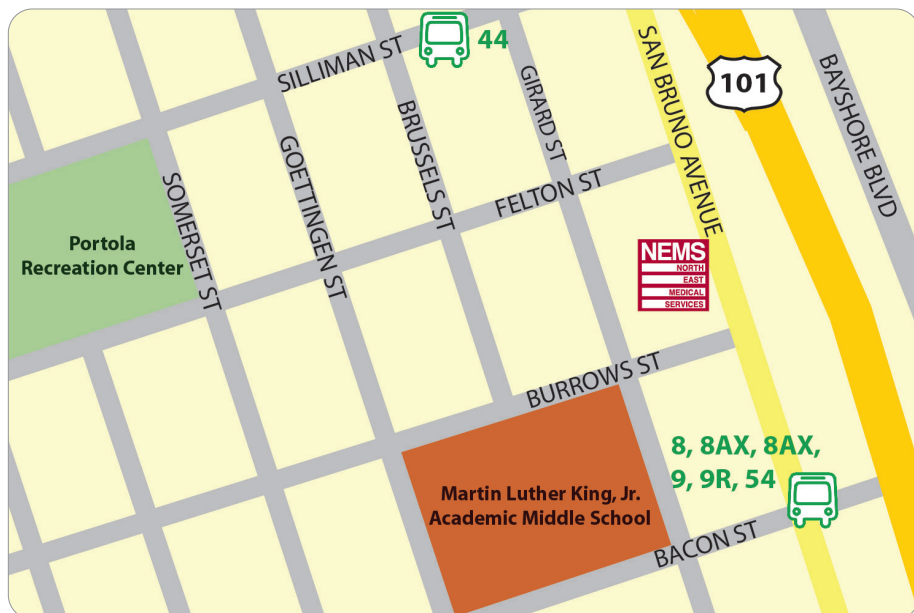 SILLIMAN ST
44
GIRARD ST
SAN BRUNO AVENUE
101
BAYSHORE BLVD
SOMERSET ST
GOETTINGEN ST
BRUSSELS ST
FELTON ST
Portola
Recreation Center
NEMS
NORTH
EAST
MEDICAL
SERVICES
BURROWS ST
8, 8AX, 8AX,
9, 9R, 54
Martin Luther King, Jr.
Academic Middle School
BACON ST